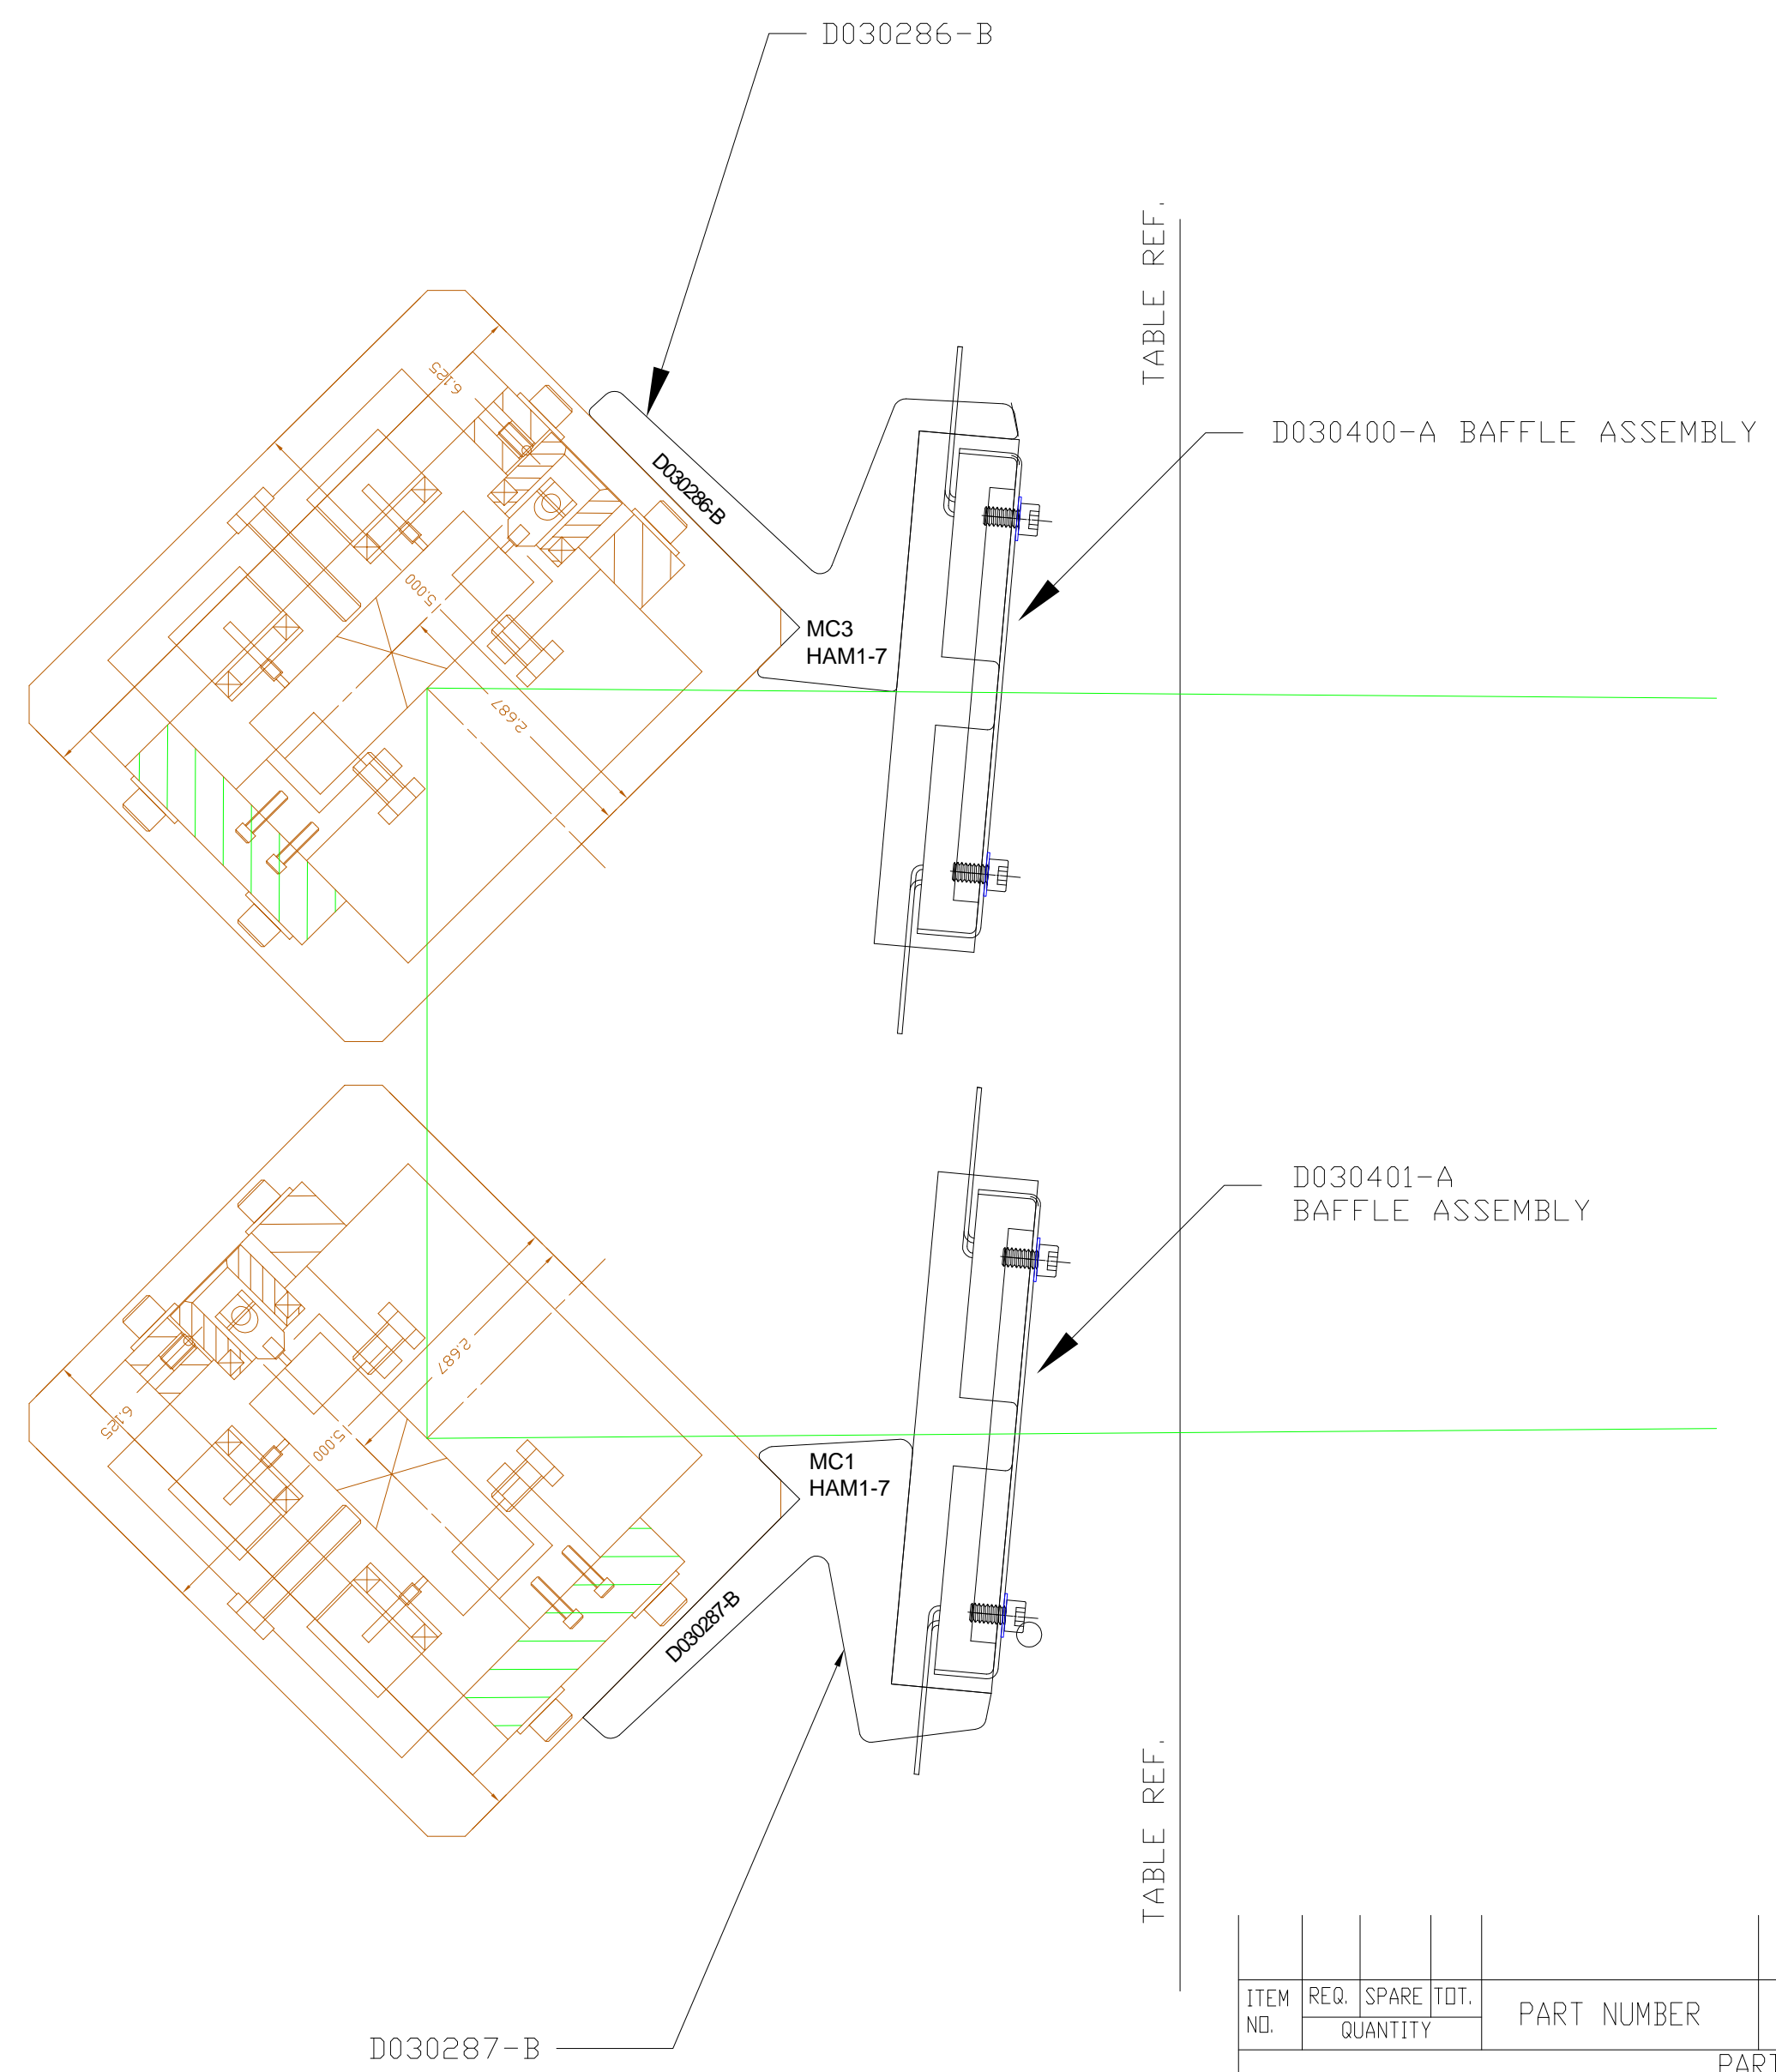 D030286-B
TABLE REF.
6.125
D030400-A BAFFLE ASSEMBLY
D030286-B
5.000
MC3
HAM1-7
2.687
D030401-A
BAFFLE ASSEMBLY
2.687
6.125
5.000
MC1
HAM1-7
D030287-B
TABLE REF.
D030287-B
ITEM NO.
REQ. SPARE TOT.
QUANTITY
PART NUMBER
PART